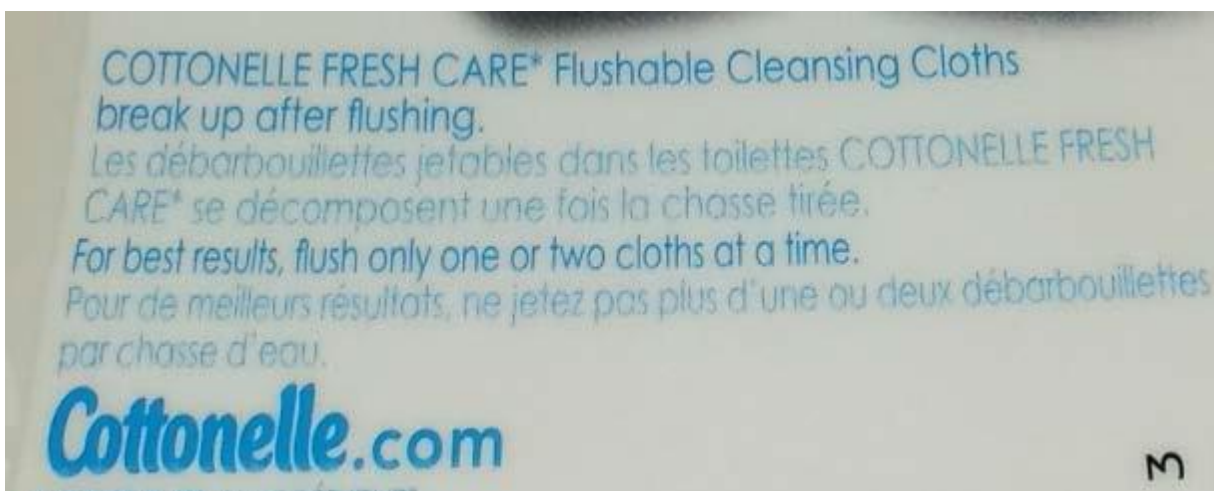 COTTONELLE FRESH CARE* Flushable Cleansing Cloths
break up after flushing.
Les débarbouillettes jetables dans les toilettes COTTONELLE FRESH
CARE* se décomposent une fois la chasse tirée.
For best results, flush only one or two cloths at a time.
Pour de meilleurs résultats, ne jetez pas plus d'une ou deux débarbouillettes
par chasse d'eau.
Cottonelle.com